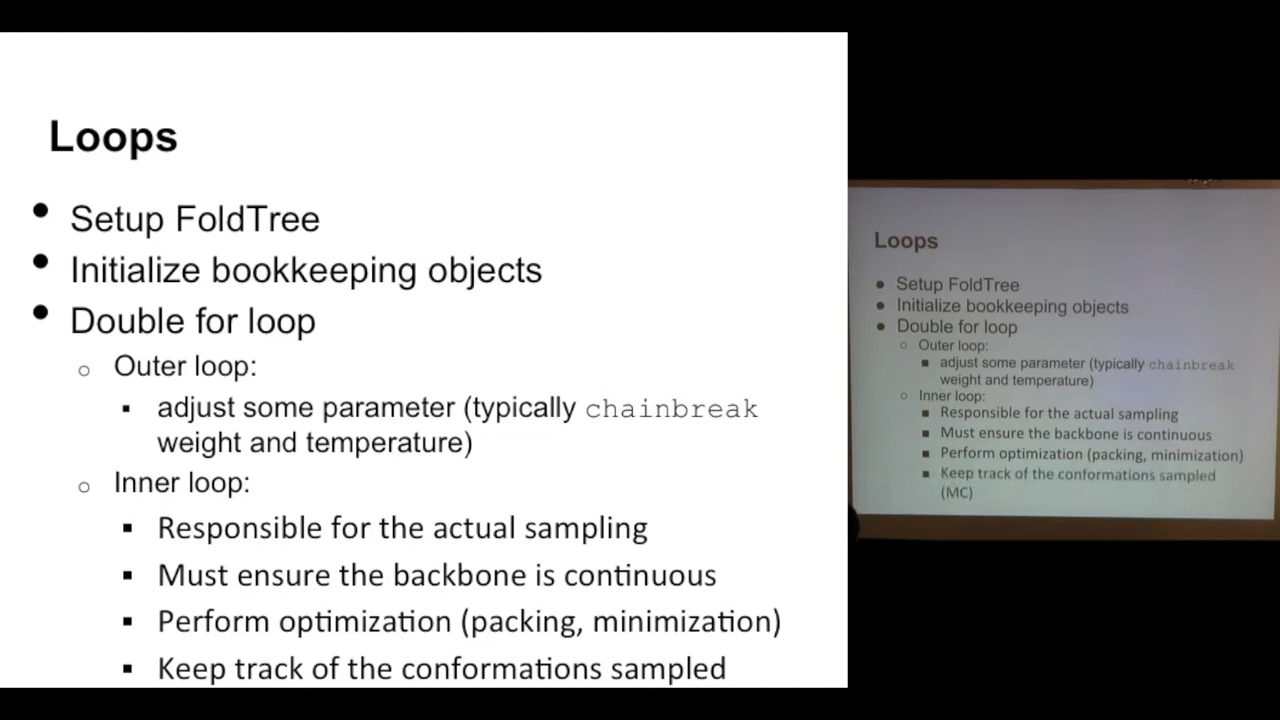 Loops
• Setup FoldTree
• Initialize bookkeeping objects
• Double for loop
○ Outer loop:
▪ adjust some parameter (typically chainbreak
weight and temperature)
○ Inner loop:
▪ Responsible for the actual sampling
▪ Must ensure the backbone is continuous
▪ Perform optimization (packing, minimization)
▪ Keep track of the conformations sampled
Loops
● Setup FoldTree
● Initialize bookkeeping objects
● Double for loop
○ Outer loop:
■ adjust some parameter (typically chainbreak
weight and temperature)
○ Inner loop:
■ Responsible for the actual sampling
■ Must ensure the backbone is continuous
■ Perform optimization (packing, minimization)
■ Keep track of the conformations sampled
(MC)